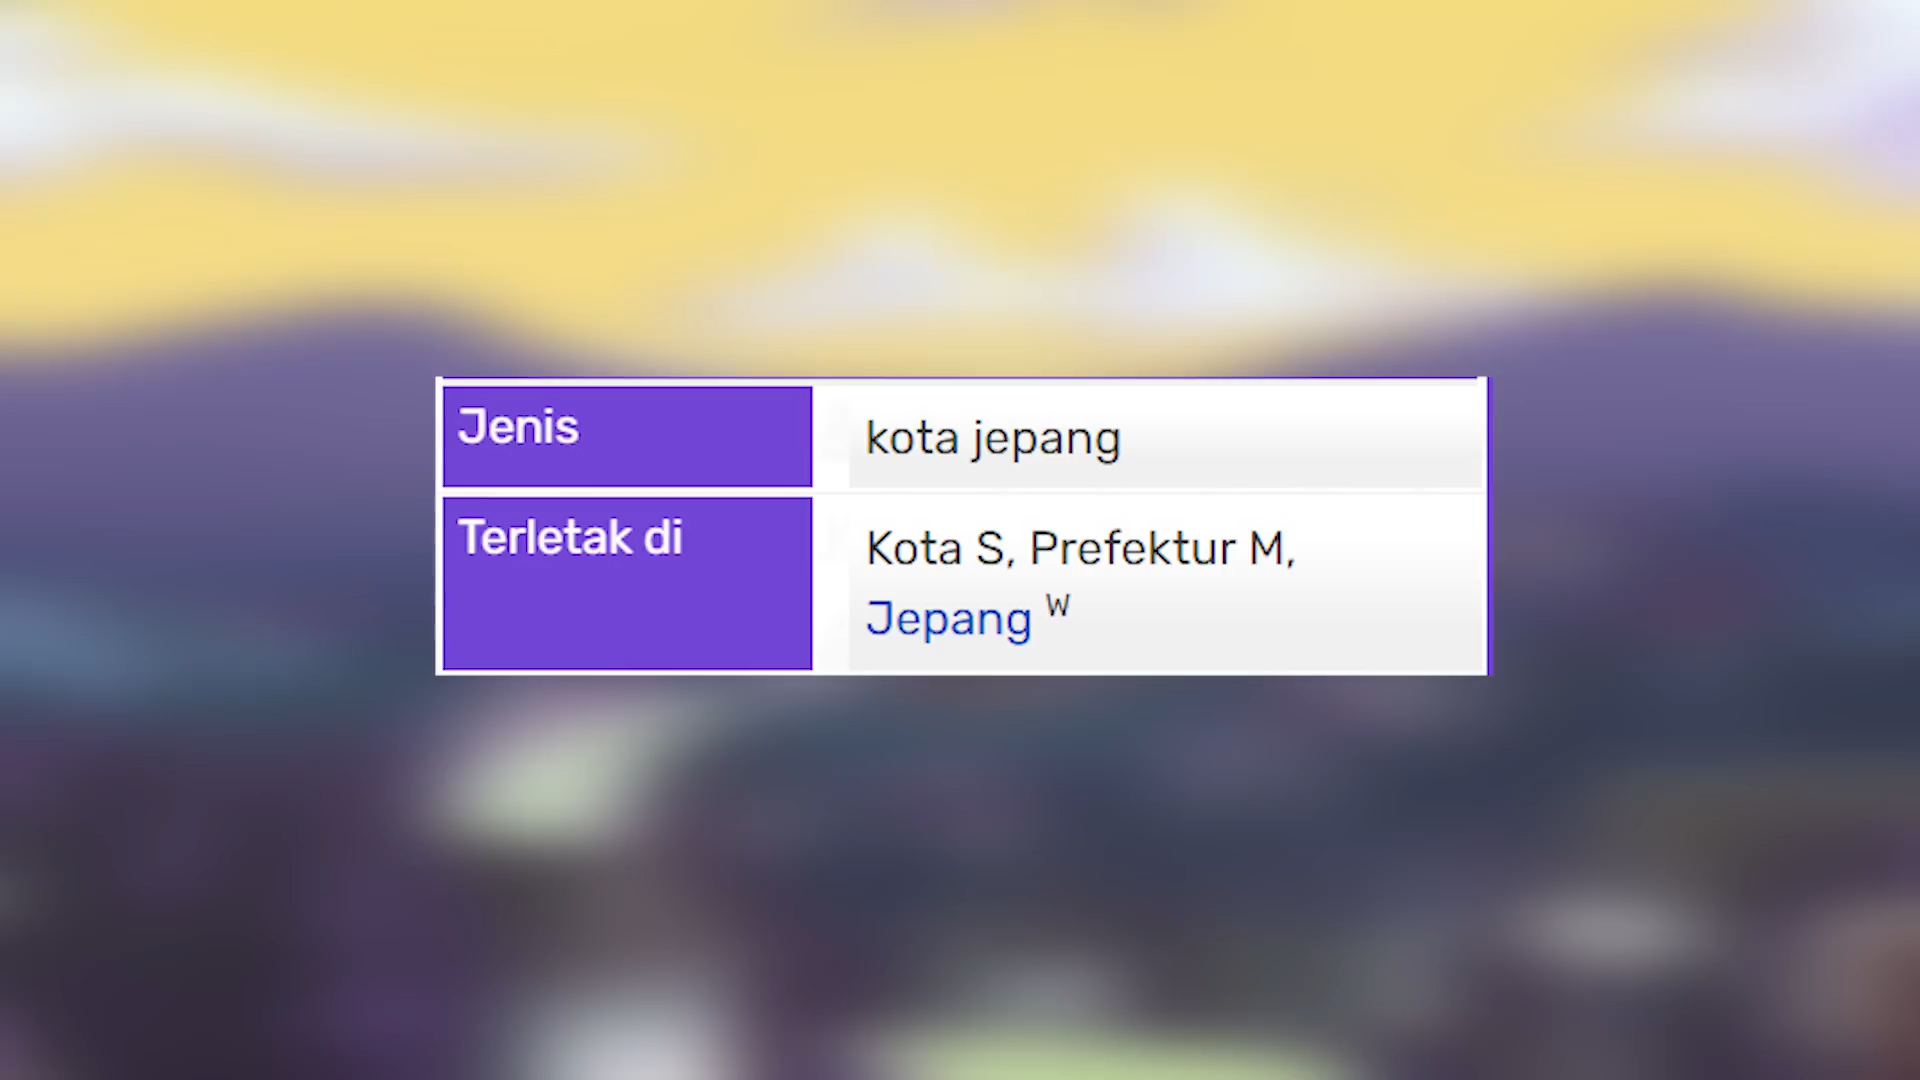 Jenis
kota jepang
Terletak di
Kota S, Prefektur M,
Jepang W